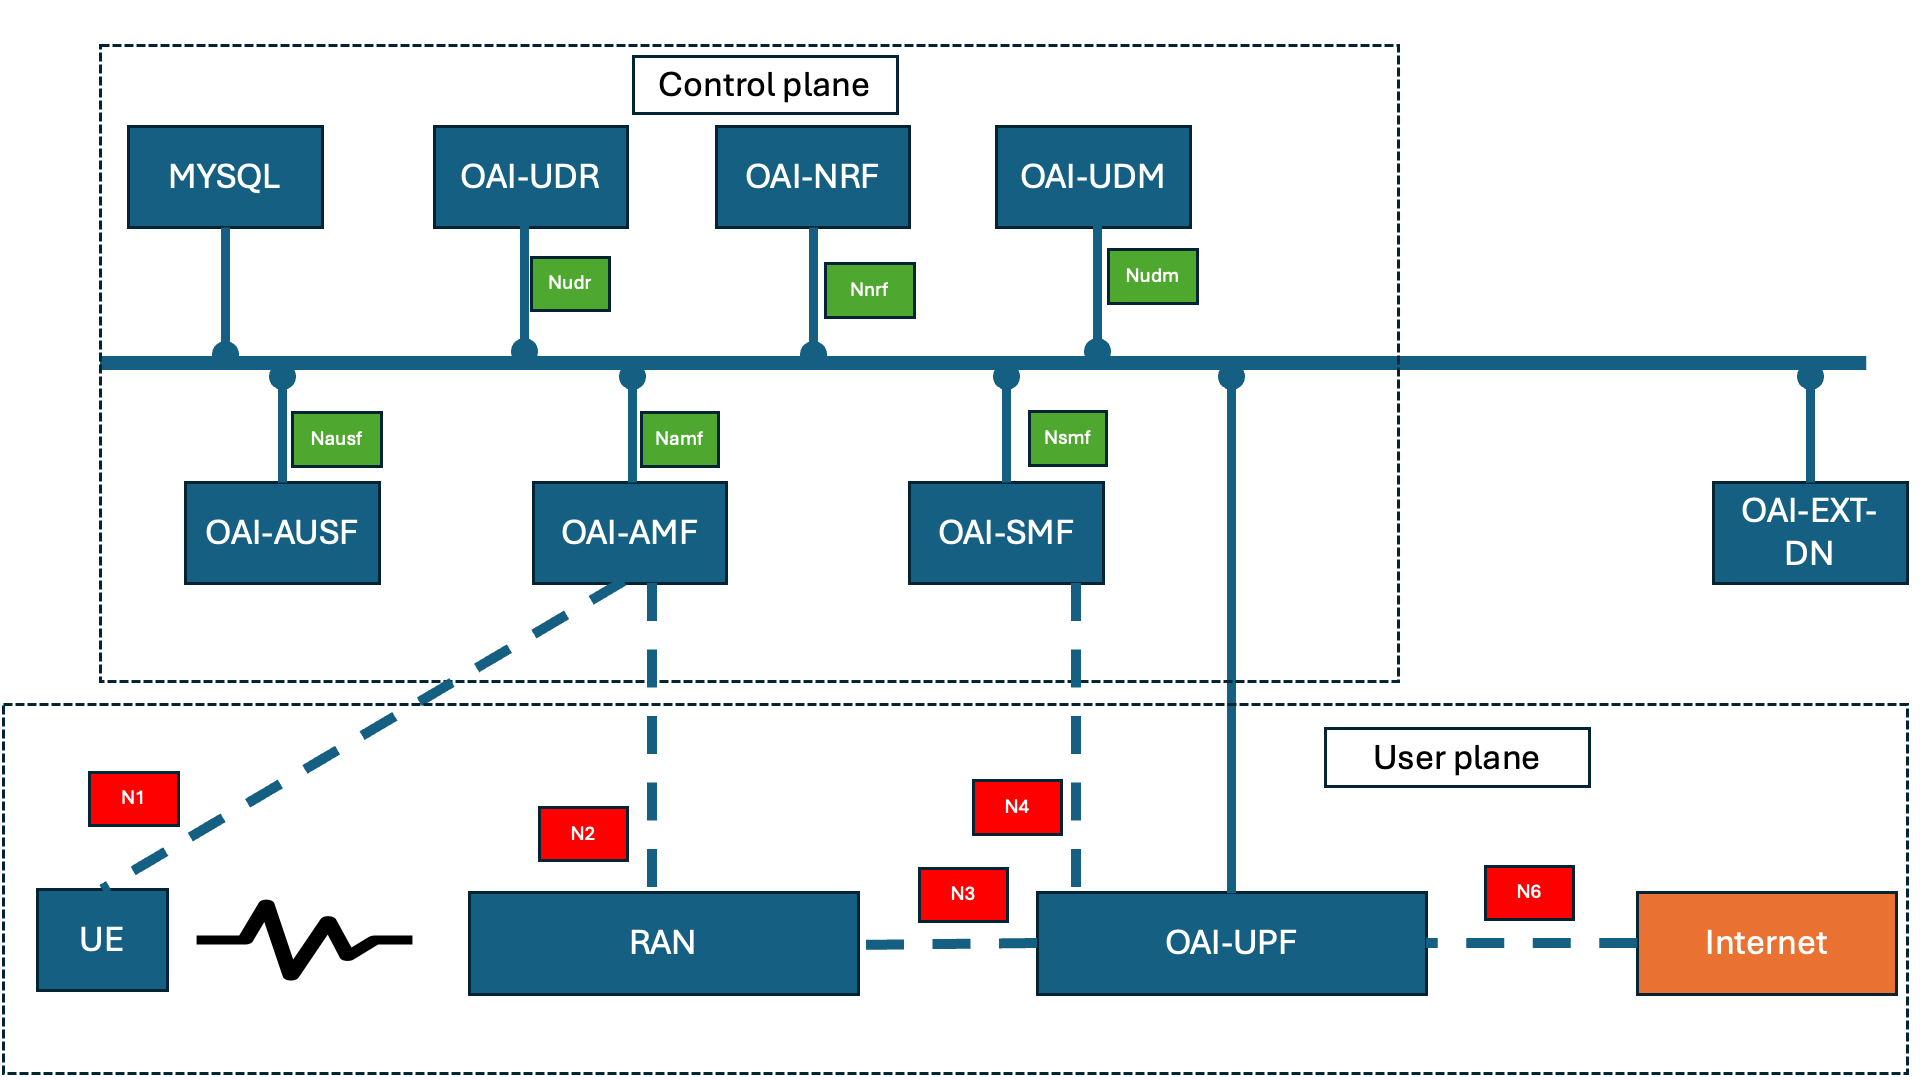 Control plane
MYSQL
OAI-UDR
OAI-NRF
OAI-UDM
Nudr
Nnrf
Nudm
Nausf
Namf
Nsmf
OAI-AUSF
OAI-AMF
OAI-SMF
OAI-EXT-
DN
User plane
N1
N2
N4
N3
N6
UE
RAN
OAI-UPF
Internet